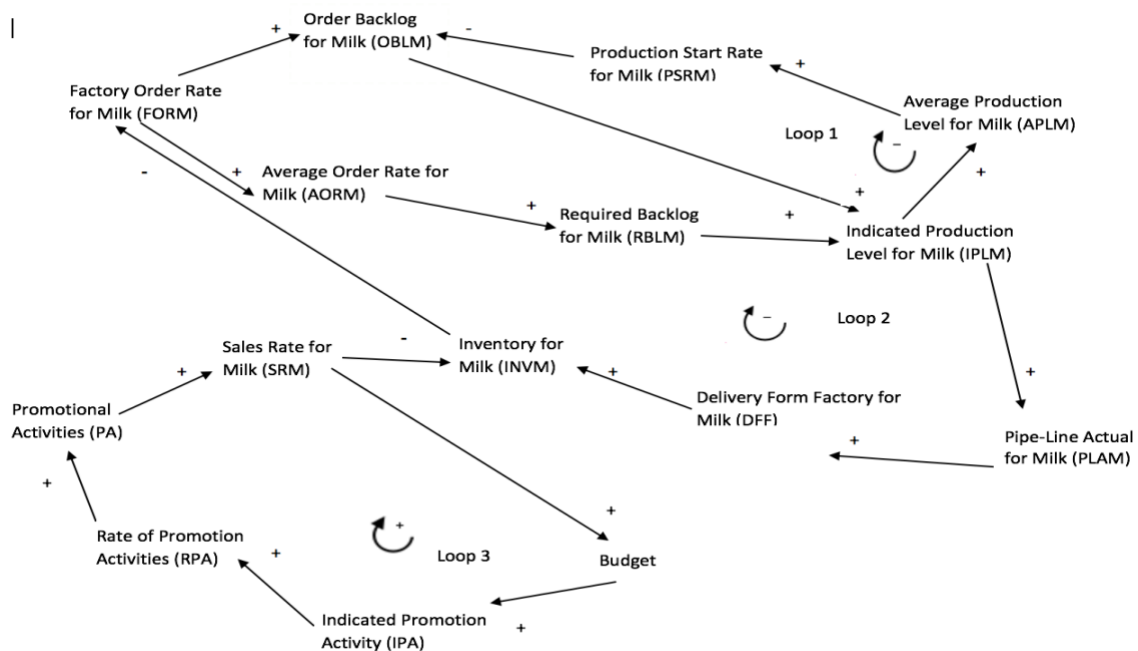 Order Backlog
for Milk (OBLM)
+
-
Production Start Rate
for Milk (PSRM)
+
Factory Order Rate
for Milk (FORM)
Average Production
Level for Milk (APLM)
Loop 1
-
+
-
+
Average Order Rate for
Milk (AORM)
+
+
Required Backlog
for Milk (RBLM)
+
Indicated Production
Level for Milk (IPLM)
-
Loop 2
Sales Rate for
Milk (SRM)
-
Inventory for
Milk (INVM)
+
+
+
Delivery Form Factory for
Milk (DFF)
Promotional
Activities (PA)
+
Pipe-Line Actual
for Milk (PLAM)
+
+
+
Loop 3
Rate of Promotion
Activities (RPA)
+
Budget
Indicated Promotion
Activity (IPA)
+